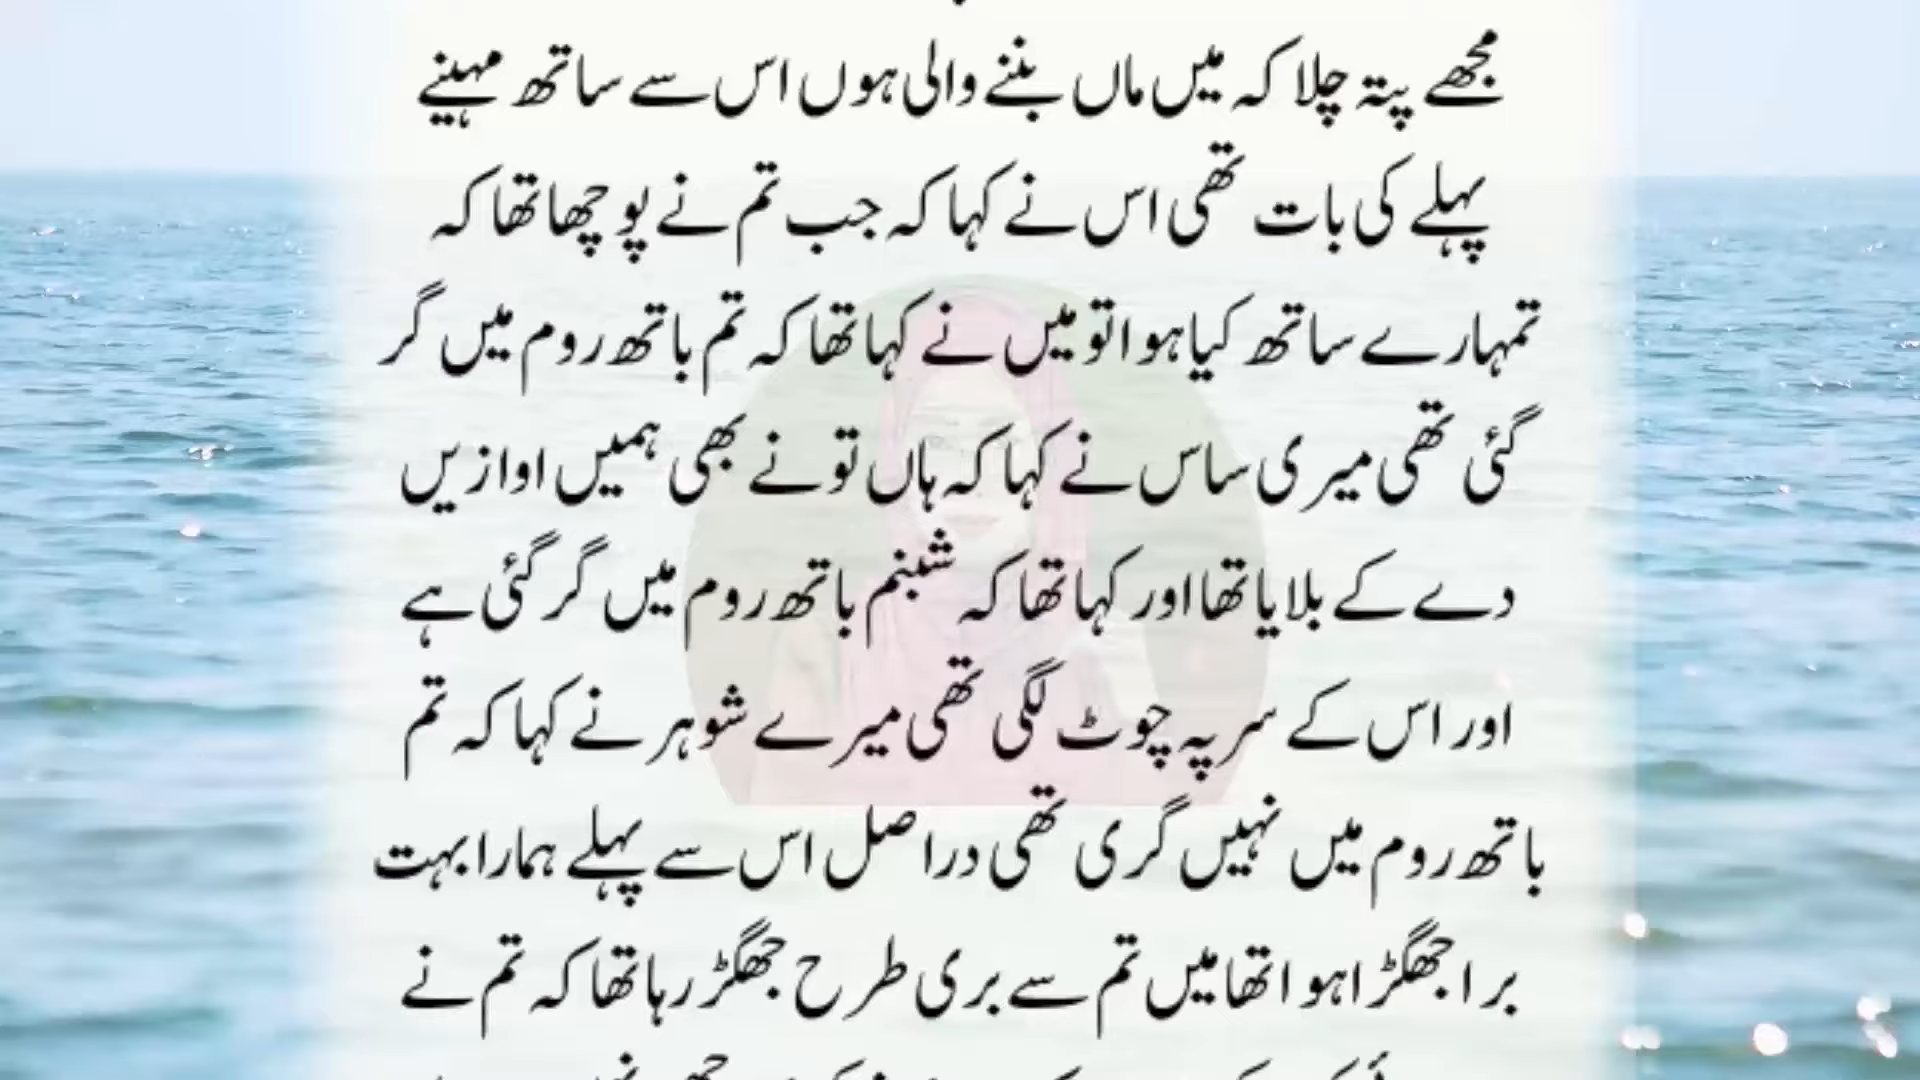 مجھے پتہ چلا کہ میں ماں بننے والی ہوں اس سے ساتھ مہینے
پہلے کی بات تھی اس نے کہا کہ جب تم نے پوچھا تھا کہ
تمہارے ساتھ کیا ہوا تو میں نے کہا تھا کہ تم باتھ روم میں گر
گئی تھی میری ساس نے کہا کہ ہاں تو نے بھی ہمیں اوازیں
دے کے بلایا تھا اور کہا تھا کہ شبنم باتھ روم میں گر گئی ہے
اور اس کے سر پہ چوٹ لگی تھی میرے شوہر نے کہا کہ تم
باتھ روم میں نہیں گری تھی دراصل اس سے پہلے ہمارا بہت
برا جھگڑا ہوا تھا میں تم سے بری طرح جھگڑ رہا تھا کہ تم نے